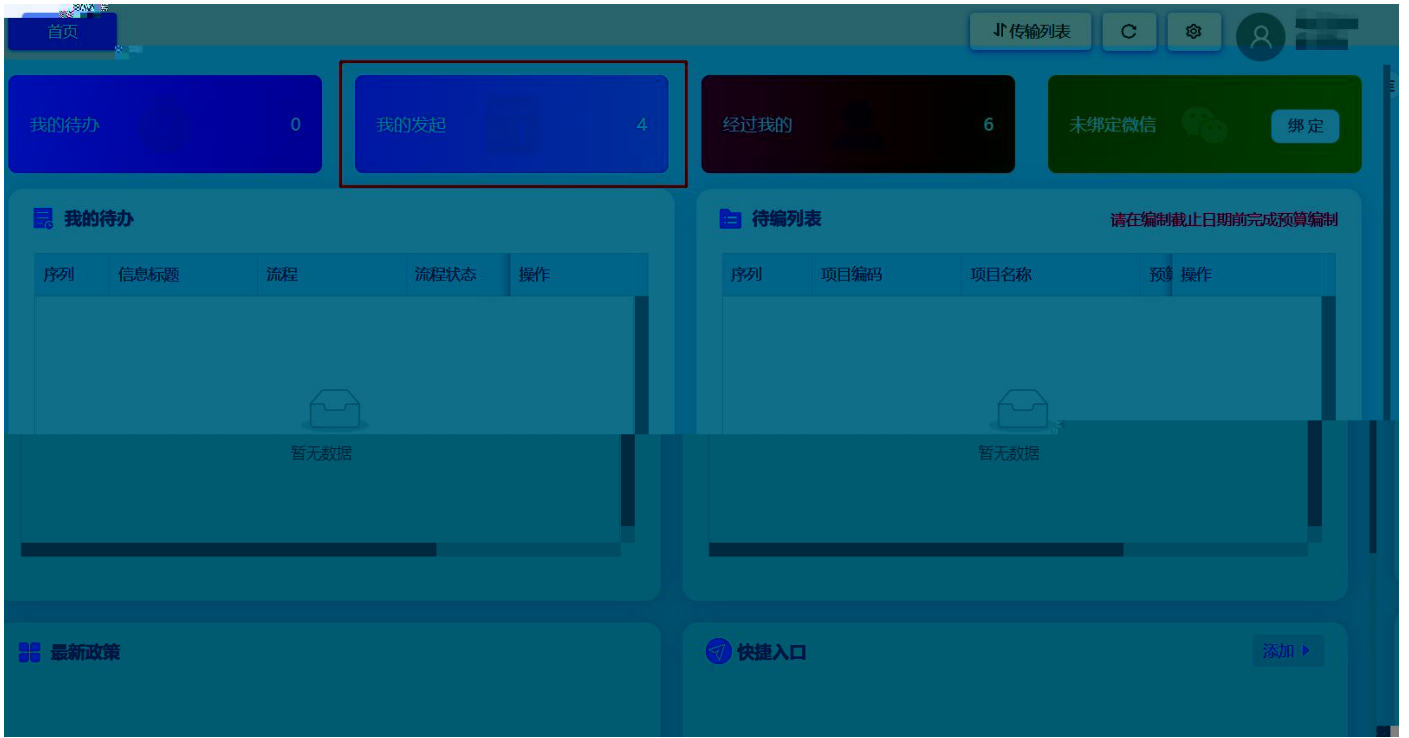 首页
传输列表
我的待办 0
我的发起 4
经过我的 6
未绑定微信 绑定
我的待办
待编列表 请在编制截止日期前完成预算编制
序列 信息标题 流程 流程状态 操作
序列 项目编码 项目名称 操作
暂无数据
暂无数据
最新政策
快捷入口 添加